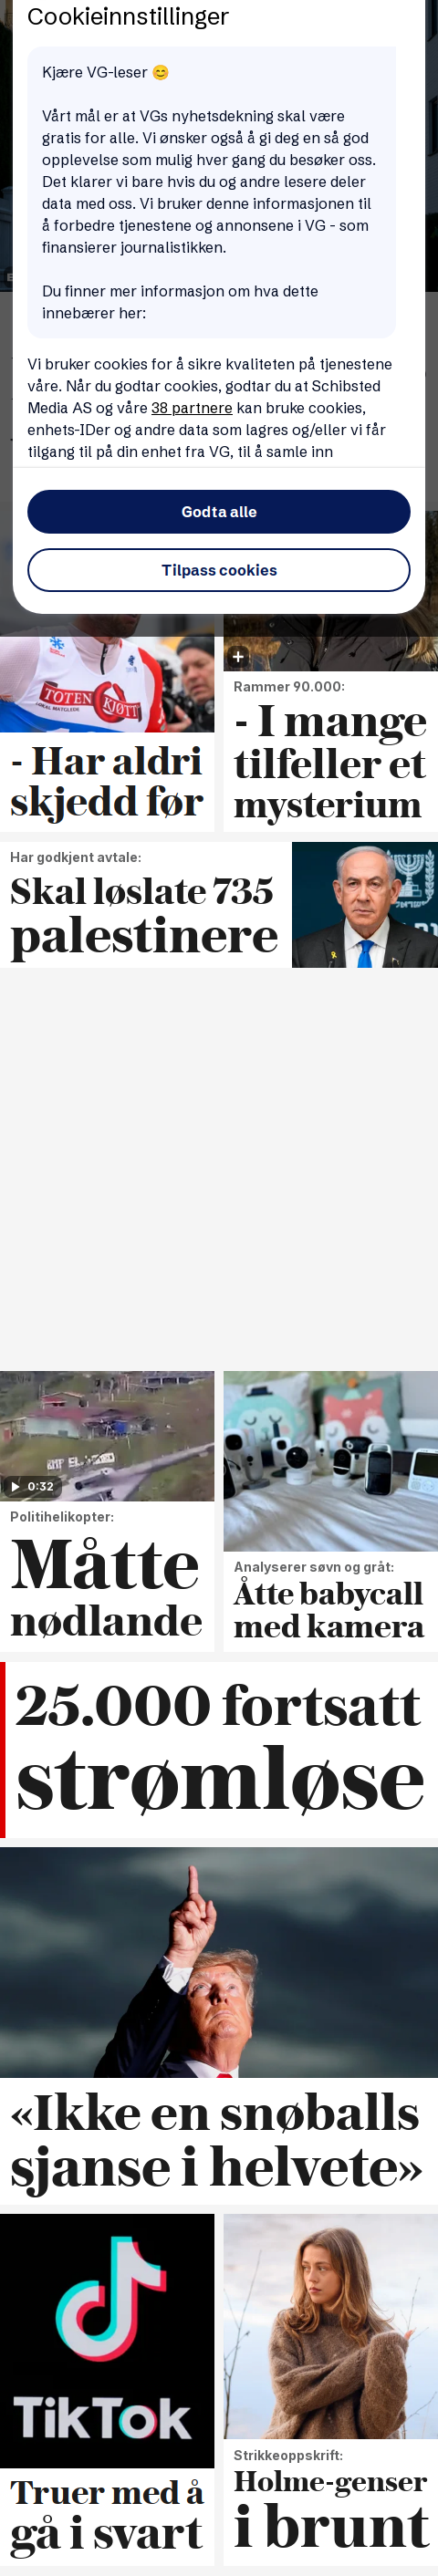 Cookieinnstillinger
Kjære VG-leser 😊
Vårt mål er at VGs nyhetsdekning skal være
gratis for alle. Vi ønsker også å gi deg en så god
opplevelse som mulig hver gang du besøker oss.
Det klarer vi bare hvis du og andre lesere deler
data med oss. Vi bruker denne informasjonen til
å forbedre tjenestene og annonsene i VG - som
finansierer journalistikken.
Du finner mer informasjon om hva dette
innebærer her:
Vi bruker cookies for å sikre kvaliteten på tjenestene
våre. Når du godtar cookies, godtar du at Schibsted
Media AS og våre 38 partnere kan bruke cookies,
enhets-IDer og andre data som lagres og/eller vi får
tilgang til på din enhet fra VG, til å samle inn
Godta alle
Tilpass cookies
TOTEN KJØTT
- Har aldri
skjedd før
Rammer 90.000:
- I mange
tilfeller et
mysterium
Har godkjent avtale:
Skal løslate 735
palestinere
0:32
Politihelikopter:
Måtte
nødlande
Analyserer søvn og gråt:
Åtte babycall
med kamera
25.000 fortsatt
strømløse
«Ikke en snøballs
sjanse i helvete»
TikTok
Truer med å
gå i svart
Strikkeoppskrift:
Holme-genser
i brunt